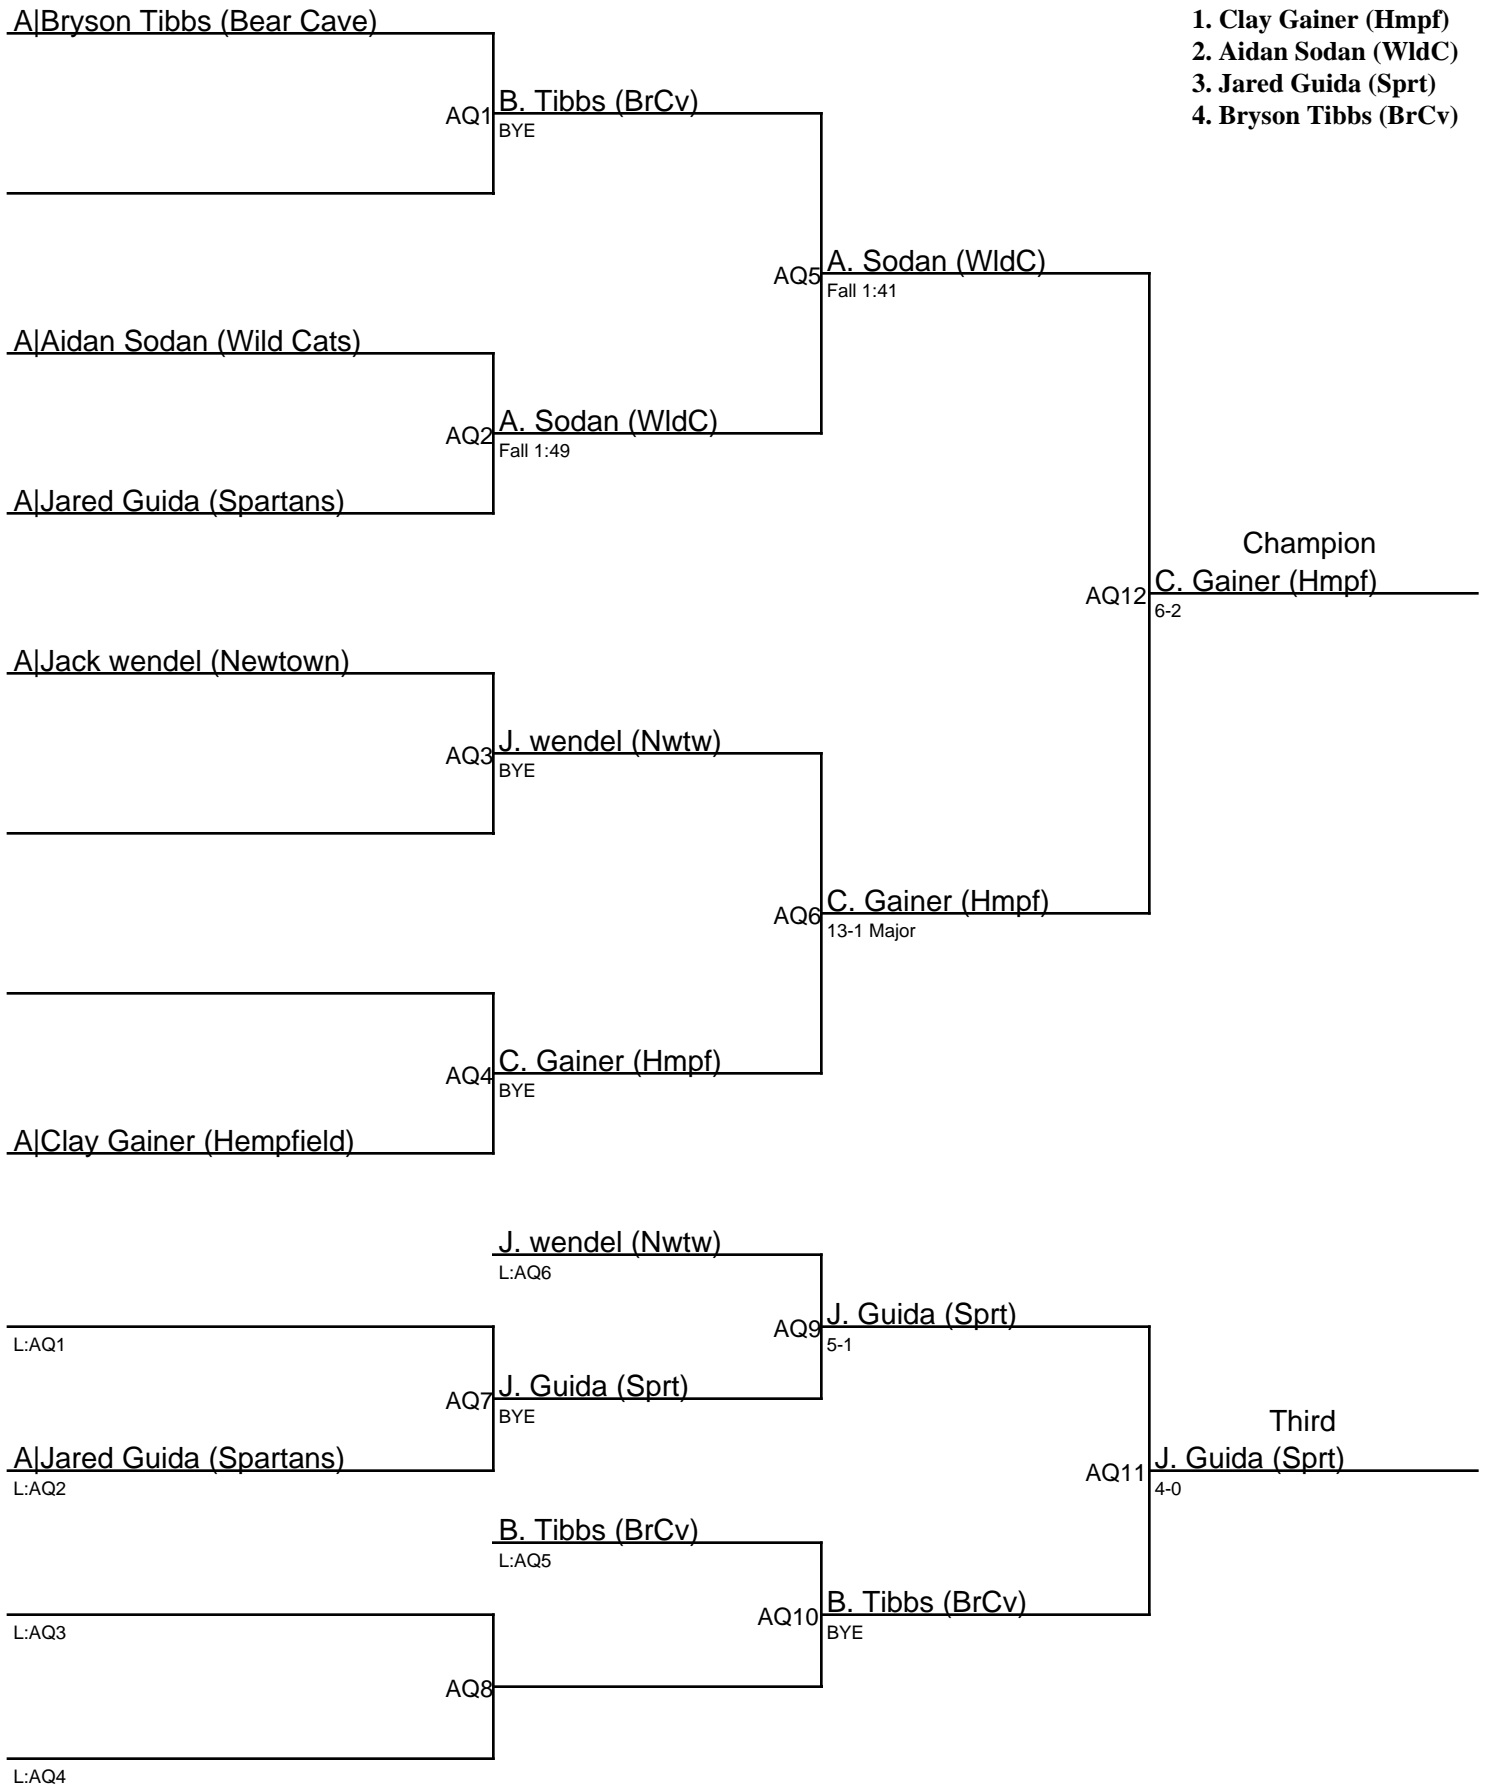 A|Bryson Tibbs (Bear Cave)
1. Clay Gainer (Hmpf)
2. Aidan Sodan (WldC)
3. Jared Guida (Sprt)
4. Bryson Tibbs (BrCv)
AQ1
B. Tibbs (BrCv)
BYE
AQ5
A. Sodan (WldC)
Fall 1:41
A|Aidan Sodan (Wild Cats)
AQ2
A. Sodan (WldC)
Fall 1:49
A|Jared Guida (Spartans)
Champion
AQ12
C. Gainer (Hmpf)
6-2
A|Jack wendel (Newtown)
AQ3
J. wendel (Nwtw)
BYE
AQ6
C. Gainer (Hmpf)
13-1 Major
AQ4
C. Gainer (Hmpf)
BYE
A|Clay Gainer (Hempfield)
J. wendel (Nwtw)
L:AQ6
L:AQ1
AQ9
J. Guida (Sprt)
5-1
AQ7
J. Guida (Sprt)
BYE
A|Jared Guida (Spartans)
L:AQ2
Third
AQ11
J. Guida (Sprt)
4-0
B. Tibbs (BrCv)
L:AQ5
AQ10
B. Tibbs (BrCv)
BYE
L:AQ3
AQ8
L:AQ4